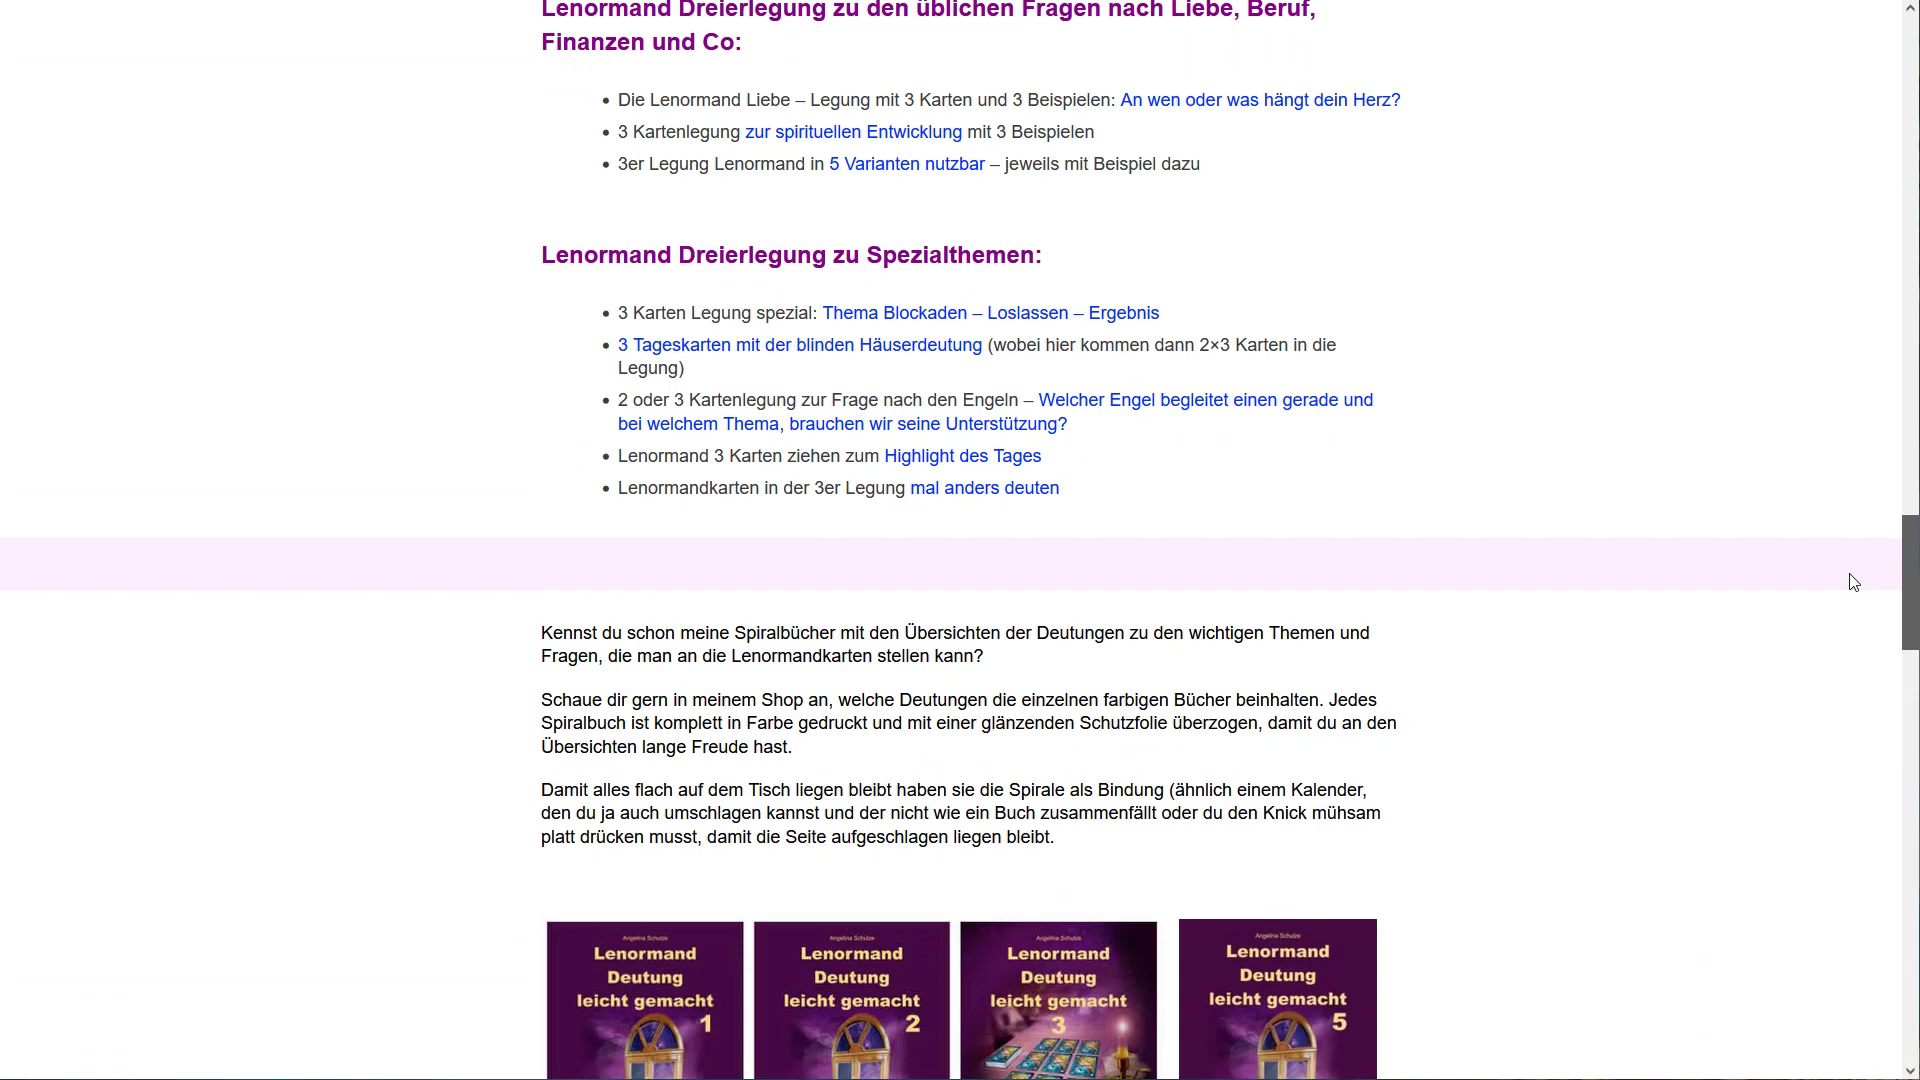 Lenormand Dreierlegung zu den üblichen Fragen nach Liebe, Beruf,
Finanzen und Co:
• Die Lenormand Liebe – Legung mit 3 Karten und 3 Beispielen: An wen oder was hängt dein Herz?
• 3 Kartenlegung zur spirituellen Entwicklung mit 3 Beispielen
• 3er Legung Lenormand in 5 Varianten nutzbar – jeweils mit Beispiel dazu
Lenormand Dreierlegung zu Spezialthemen:
• 3 Karten Legung spezial: Thema Blockaden – Loslassen – Ergebnis
• 3 Tageskarten mit der blinden Häuserdeutung (wobei hier kommen dann 2×3 Karten in die
Legung)
• 2 oder 3 Kartenlegung zur Frage nach den Engeln – Welcher Engel begleitet einen gerade und
bei welchem Thema, brauchen wir seine Unterstützung?
• Lenormand 3 Karten ziehen zum Highlight des Tages
• Lenormandkarten in der 3er Legung mal anders deuten
Kennst du schon meine Spiralbücher mit den Übersichten der Deutungen zu den wichtigen Themen und
Fragen, die man an die Lenormandkarten stellen kann?
Schaue dir gern in meinem Shop an, welche Deutungen die einzelnen farbigen Bücher beinhalten. Jedes
Spiralbuch ist komplett in Farbe gedruckt und mit einer glänzenden Schutzfolie überzogen, damit du an den
Übersichten lange Freude hast.
Damit alles flach auf dem Tisch liegen bleibt haben sie die Spirale als Bindung (ähnlich einem Kalender,
den du ja auch umschlagen kannst und der nicht wie ein Buch zusammenfällt oder du den Knick mühsam
platt drücken musst, damit die Seite aufgeschlagen liegen bleibt.
Angelina Schulze
Lenormand
Deutung
leicht gemacht
1
Angelina Schulze
Lenormand
Deutung
leicht gemacht
2
Angelina Schulze
Lenormand
Deutung
leicht gemacht
3
Angelina Schulze
Lenormand
Deutung
leicht gemacht
5